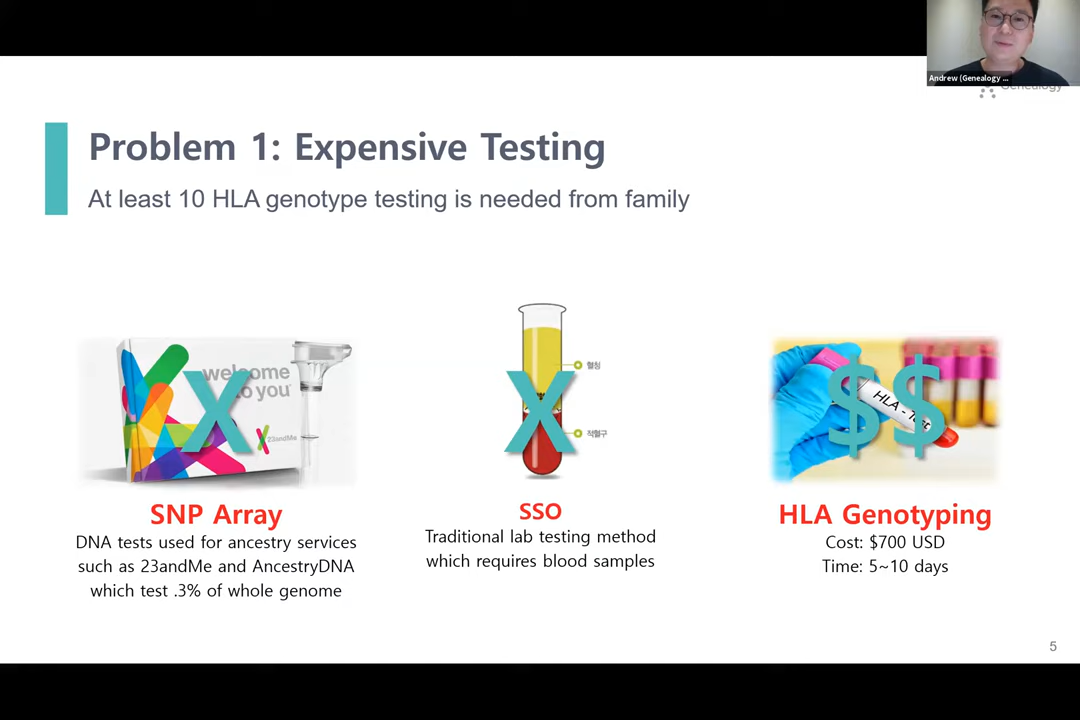 Andrew (Genealogy ...
Genealogy
Problem 1: Expensive Testing
At least 10 HLA genotype testing is needed from family
welcome
to you
23andMe
X
혈청
X
적혈구
HLA - Test
$$
SNP Array
DNA tests used for ancestry services
such as 23andMe and AncestryDNA
which test .3% of whole genome
SSO
Traditional lab testing method
which requires blood samples
HLA Genotyping
Cost: $700 USD
Time: 5~10 days
5